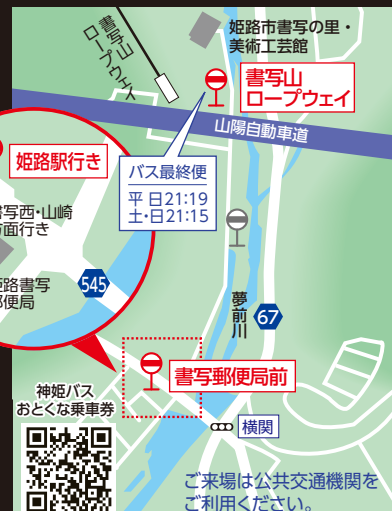 姫路市書写の里・
美術工芸館
書写山
ロープウェイ
書写山
ロープウェイ
山陽自動車道
姫路駅行き
バス最終便
平 日21:19
土・日21:15
書写西・山崎
方面行き
姫路書写
郵便局
545
夢前川
67
書写郵便局前
神姫バス
おとくな乗車券
横関
ご来場は公共交通機関を
ご利用ください。